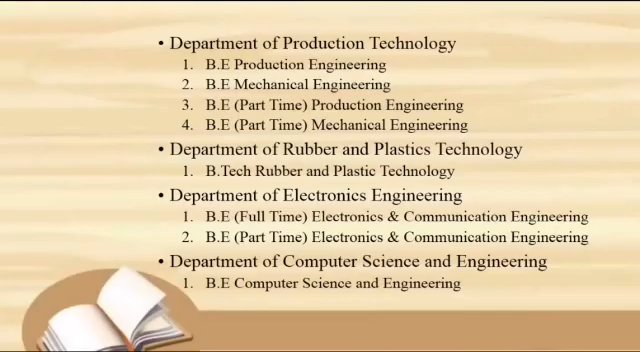 • Department of Production Technology
1. B.E Production Engineering
2. B.E Mechanical Engineering
3. B.E (Part Time) Production Engineering
4. B.E (Part Time) Mechanical Engineering
• Department of Rubber and Plastics Technology
1. B.Tech Rubber and Plastic Technology
• Department of Electronics Engineering
1. B.E (Full Time) Electronics & Communication Engineering
2. B.E (Part Time) Electronics & Communication Engineering
• Department of Computer Science and Engineering
1. B.E Computer Science and Engineering